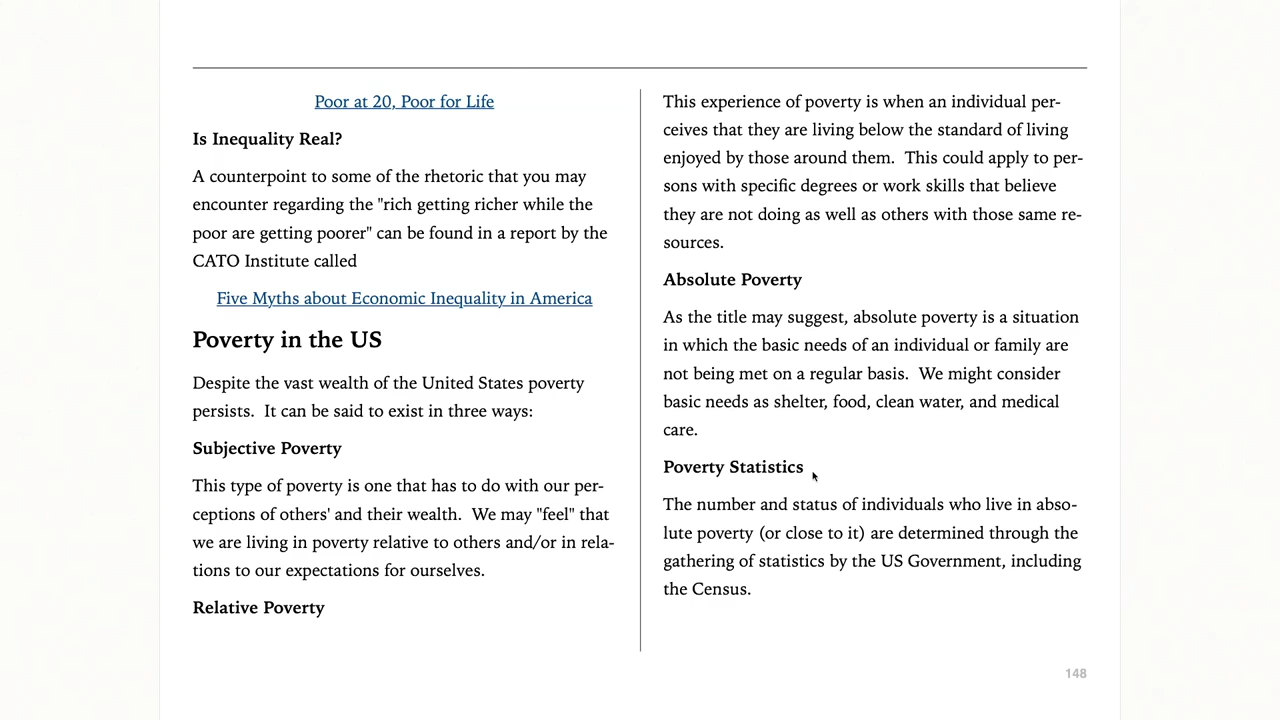 Poor at 20, Poor for Life
Is Inequality Real?
A counterpoint to some of the rhetoric that you may
encounter regarding the "rich getting richer while the
poor are getting poorer" can be found in a report by the
CATO Institute called
Five Myths about Economic Inequality in America
Poverty in the US
Despite the vast wealth of the United States poverty
persists.  It can be said to exist in three ways:
Subjective Poverty
This type of poverty is one that has to do with our per-
ceptions of others' and their wealth.  We may "feel" that
we are living in poverty relative to others and/or in rela-
tions to our expectations for ourselves.
Relative Poverty
This experience of poverty is when an individual per-
ceives that they are living below the standard of living
enjoyed by those around them.  This could apply to per-
sons with specific degrees or work skills that believe
they are not doing as well as others with those same re-
sources.
Absolute Poverty
As the title may suggest, absolute poverty is a situation
in which the basic needs of an individual or family are
not being met on a regular basis.  We might consider
basic needs as shelter, food, clean water, and medical
care.
Poverty Statistics
The number and status of individuals who live in abso-
lute poverty (or close to it) are determined through the
gathering of statistics by the US Government, including
the Census.
148